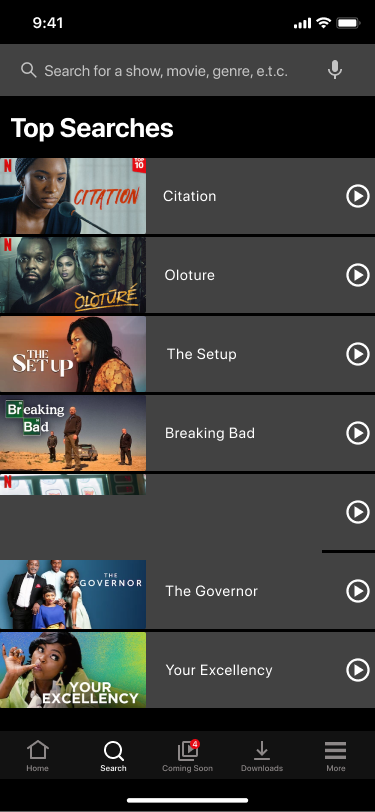 9:41
Search for a show, movie, genre, e.t.c.
Top Searches
N
TOP
10
CITATION
Citation
N
ÒLÒTŪRÉ
Oloture
THE
SETUP
The Setup
Breaking
Bad
Breaking Bad
N
THE
GOVERNOR
The Governor
YOUR
EXCELLENCY
Your Excellency
4
Home
Search
Coming Soon
Downloads
More